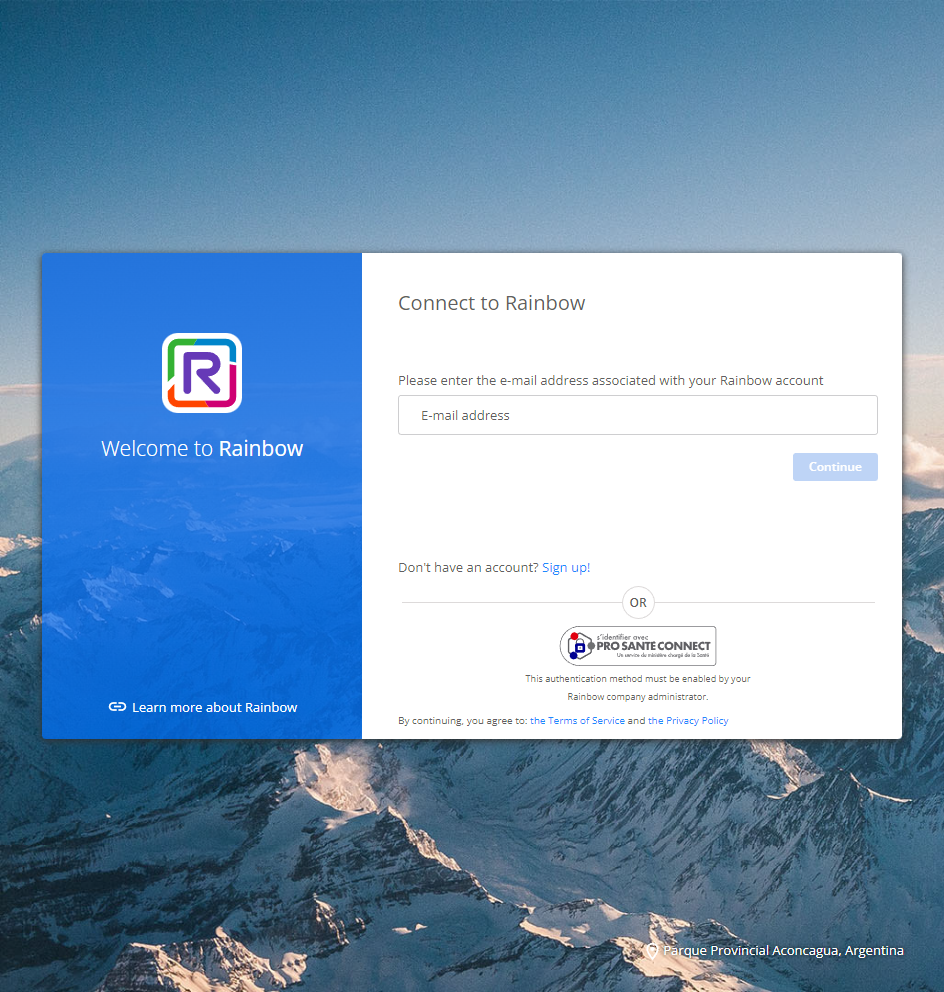 R
Welcome to Rainbow
Learn more about Rainbow
Connect to Rainbow
Please enter the e-mail address associated with your Rainbow account
E-mail address
Continue
Don't have an account? Sign up!
OR
s'identifier avec
PRO SANTE CONNECT
Un service du ministère chargé de la Santé
This authentication method must be enabled by your
Rainbow company administrator.
By continuing, you agree to: the Terms of Service and the Privacy Policy
Parque Provincial Aconcagua, Argentina